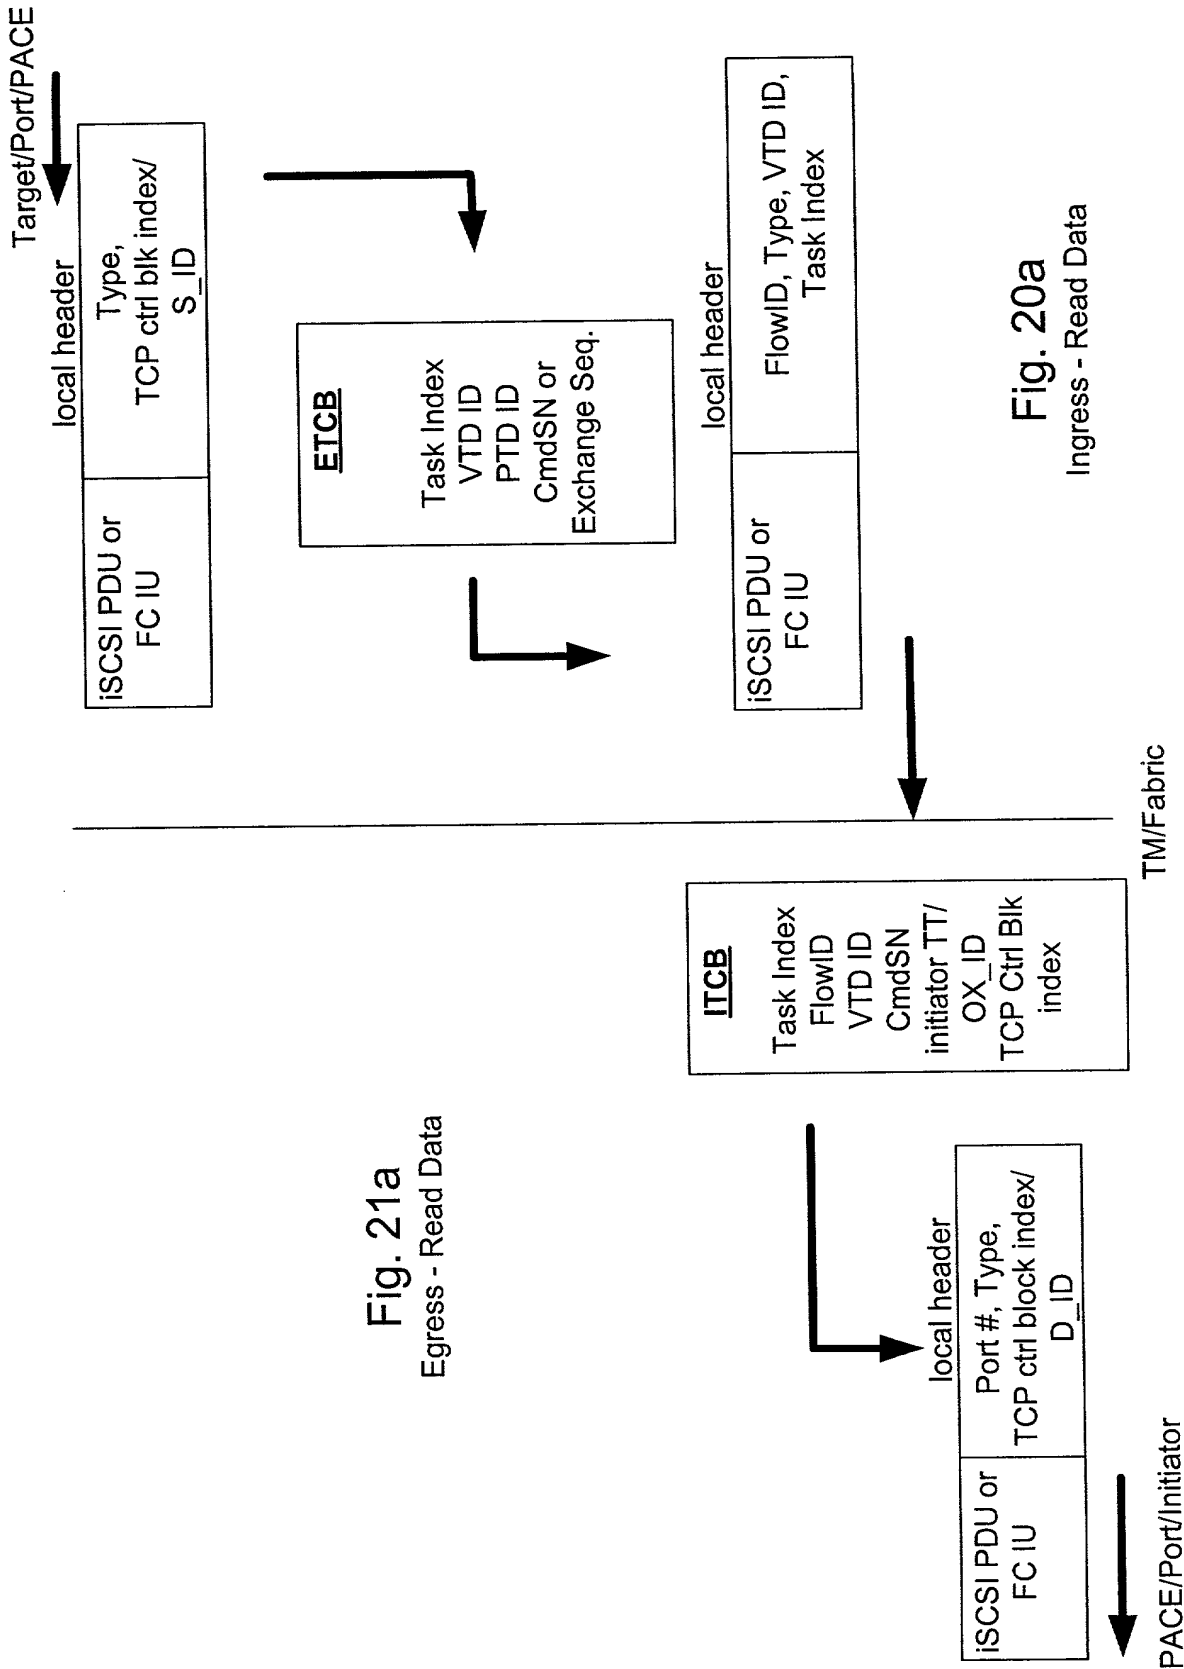 Target/Port/PACE
local header
iSCSI PDU or
FC IU
Type,
TCP ctrl blk index/
S_ID
ETCB
Task Index
VTD ID
PTD ID
CmdSN or
Exchange Seq.
local header
iSCSI PDU or
FC IU
FlowID, Type, VTD ID,
Task Index
Fig. 20a
Ingress - Read Data
TM/Fabric
Fig. 21a
Egress - Read Data
ITCB
Task Index
FlowID
VTD ID
CmdSN
initiator TT/
OX_ID
TCP Ctrl Blk
index
local header
iSCSI PDU or
FC IU
Port #, Type,
TCP ctrl block index/
D_ID
PACE/Port/Initiator